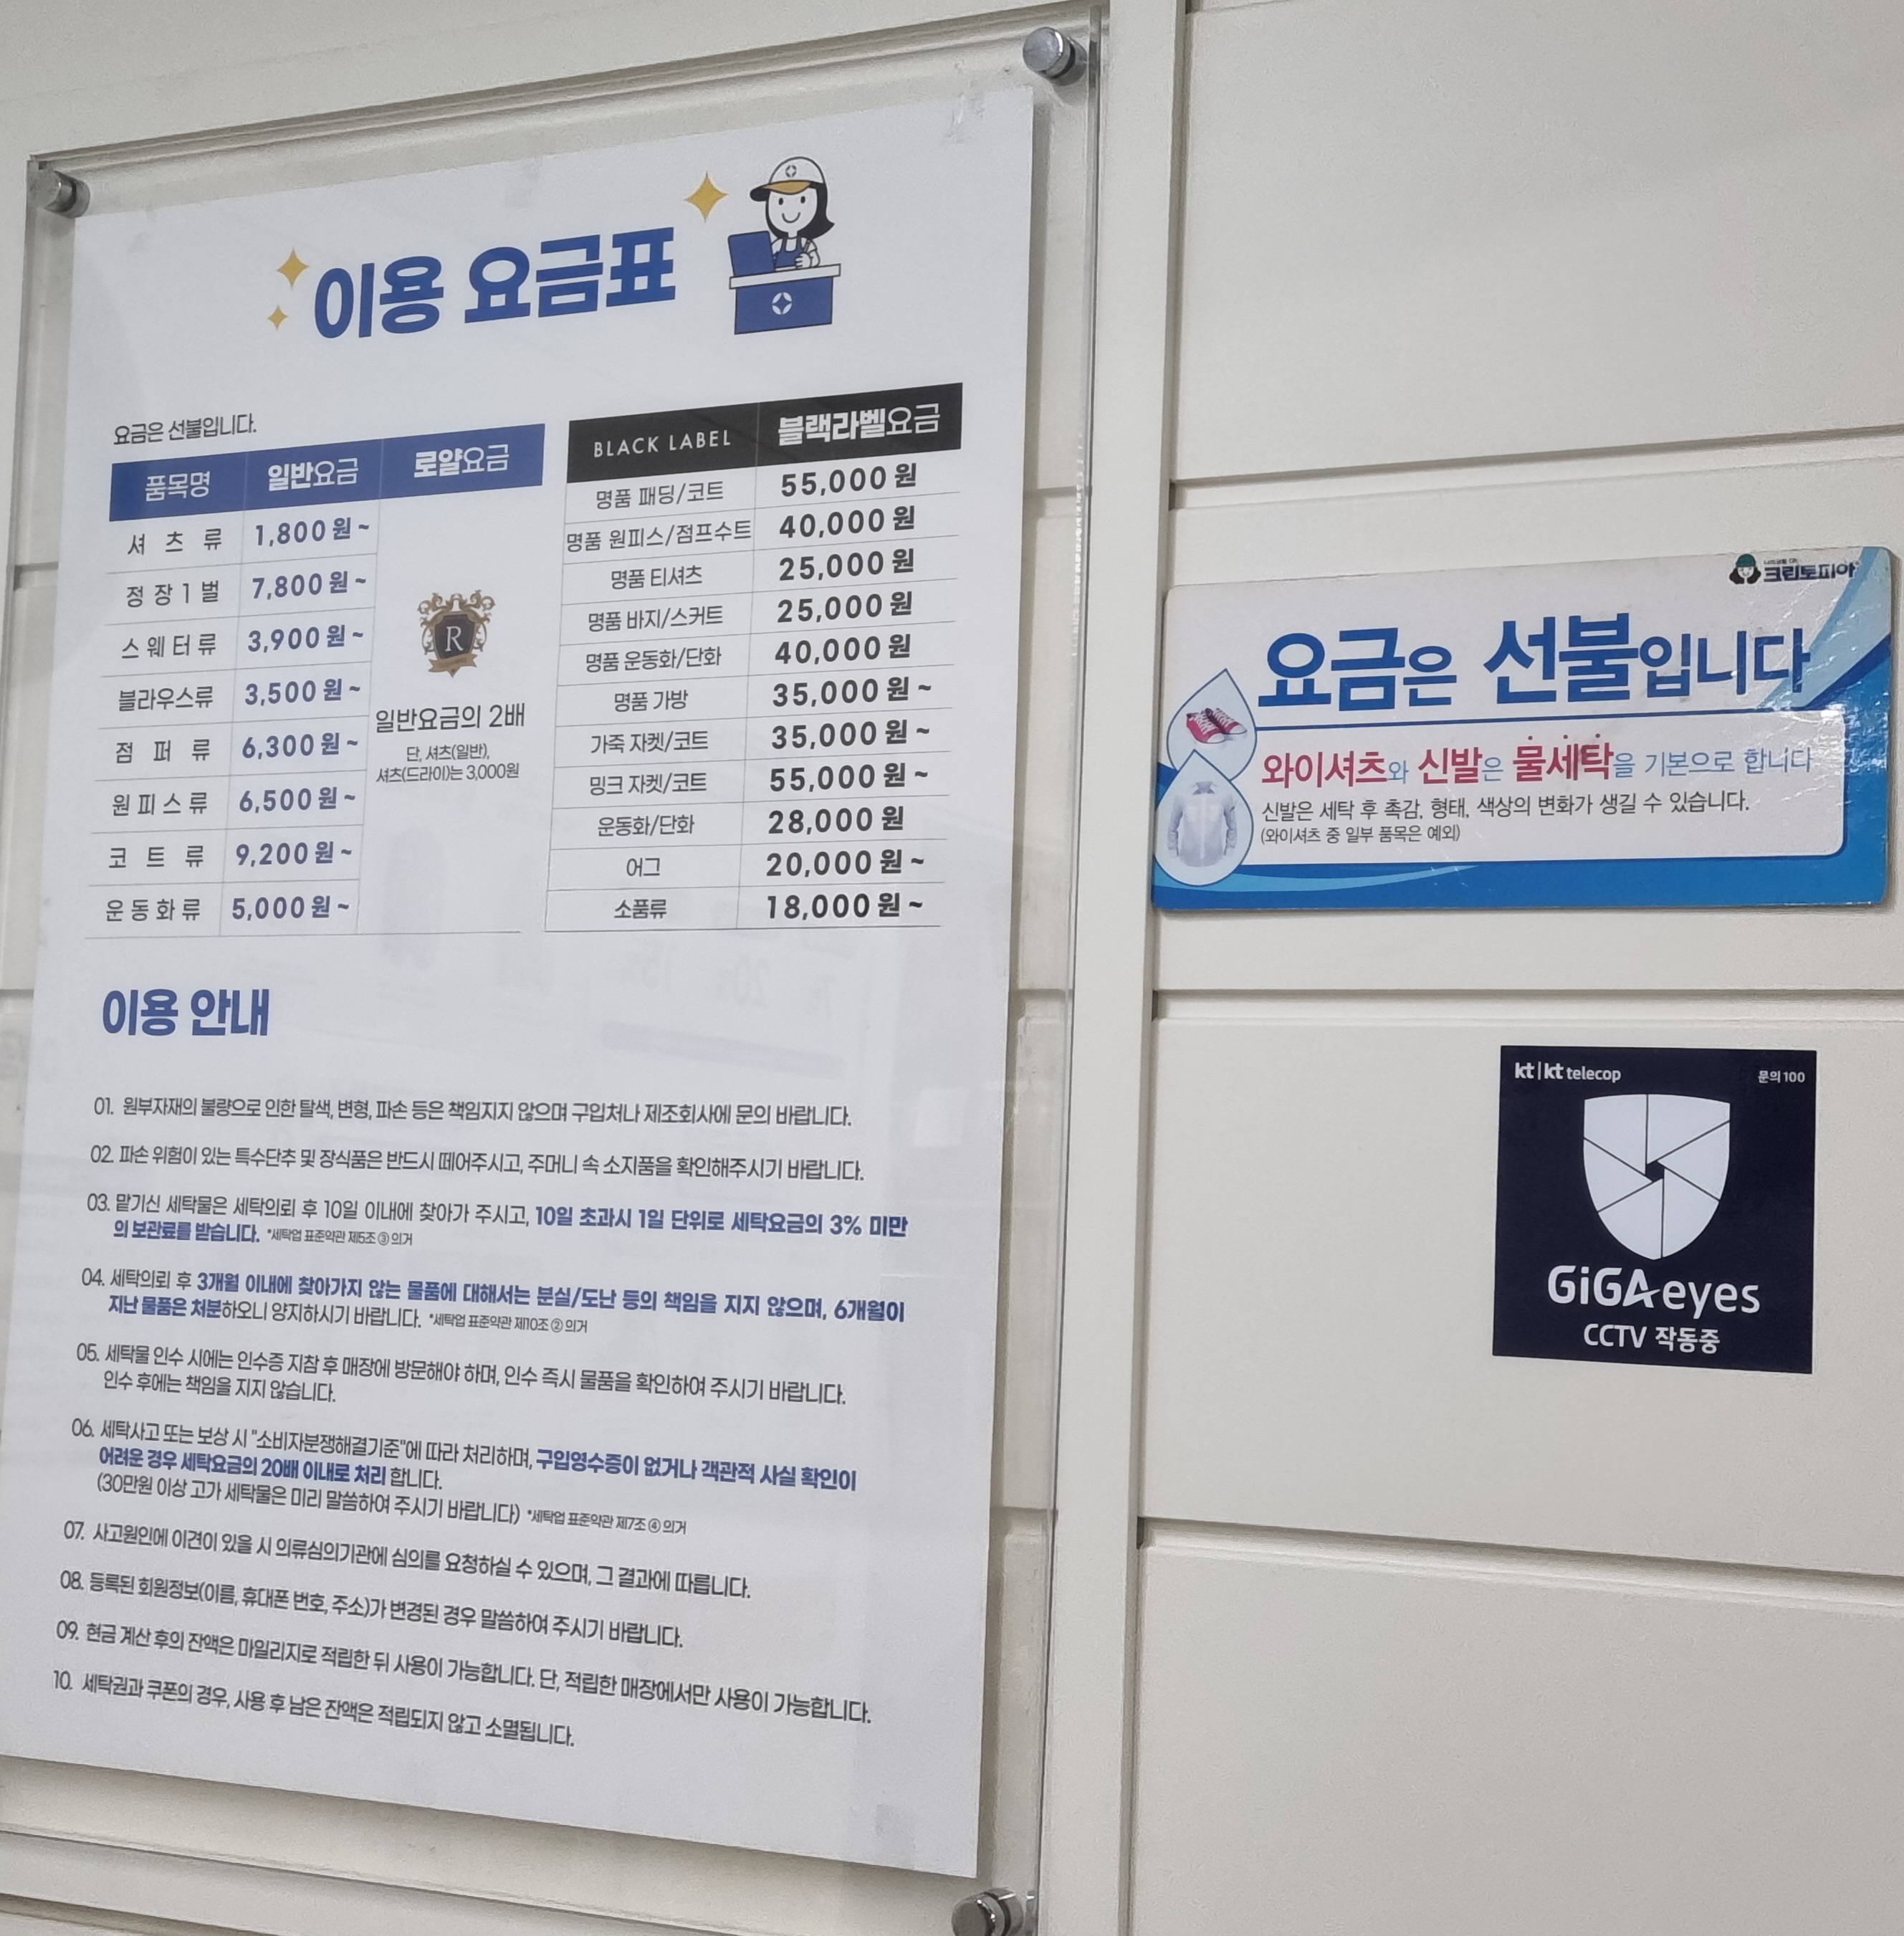 이용 요금표
요금은 선불입니다.
품목명 일반요금 로얄요금
셔츠류 1,800원~
정장1벌 7,800원~
스웨터류 3,900원~
블라우스류 3,500원~
점퍼류 6,300원~
원피스류 6,500원~
코트류 9,200원~
운동화류 5,000원~
R
일반요금의 2배
단, 셔츠(일반),
셔츠(드라이)는 3,000원
BLACK LABEL 블랙라벨요금
명품 패딩/코트 55,000원
명품 원피스/점프수트 40,000원
명품 티셔츠 25,000원
명품 바지/스커트 25,000원
명품 운동화/단화 40,000원
명품 가방 35,000원~
가죽 자켓/코트 35,000원~
밍크 자켓/코트 55,000원~
운동화/단화 28,000원
어그 20,000원~
소품류 18,000원~
이용 안내
01. 원부자재의 불량으로 인한 탈색, 변형, 파손 등은 책임지지 않으며 구입처나 제조회사에 문의 바랍니다.
02. 파손 위험이 있는 특수단추 및 장식품은 반드시 떼어주시고, 주머니 속 소지품을 확인해주시기 바랍니다.
03. 맡기신 세탁물은 세탁의뢰 후 10일 이내에 찾아가 주시고, 10일 초과시 1일 단위로 세탁요금의 3% 미만
의 보관료를 받습니다. *세탁업 표준약관 제5조 ③ 의거
04. 세탁의뢰 후 3개월 이내에 찾아가지 않는 물품에 대해서는 분실/도난 등의 책임을 지지 않으며, 6개월이
지난 물품은 처분하오니 양지하시기 바랍니다. *세탁업 표준약관 제10조 ② 의거
05. 세탁물 인수 시에는 인수증 지참 후 매장에 방문해야 하며, 인수 즉시 물품을 확인하여 주시기 바랍니다.
인수 후에는 책임을 지지 않습니다.
06. 세탁사고 또는 보상 시 "소비자분쟁해결기준"에 따라 처리하며, 구입영수증이 없거나 객관적 사실 확인이
어려운 경우 세탁요금의 20배 이내로 처리 합니다.
(30만원 이상 고가 세탁물은 미리 말씀하여 주시기 바랍니다) *세탁업 표준약관 제7조 ④ 의거
07. 사고원인에 이견이 있을 시 의류심의기관에 심의를 요청하실 수 있으며, 그 결과에 따릅니다.
08. 등록된 회원정보(이름, 휴대폰 번호, 주소)가 변경된 경우 말씀하여 주시기 바랍니다.
09. 현금 계산 후의 잔액은 마일리지로 적립한 뒤 사용이 가능합니다. 단, 적립한 매장에서만 사용이 가능합니다.
10. 세탁권과 쿠폰의 경우, 사용 후 남은 잔액은 적립되지 않고 소멸됩니다.
크린토피아
요금은 선불입니다
와이셔츠와 신발은 물세탁을 기본으로 합니다
신발은 세탁 후 촉감, 형태, 색상의 변화가 생길 수 있습니다.
(와이셔츠 중 일부 품목은 예외)
kt | kt telecop 문의 100
GiGA eyes
CCTV 작동중